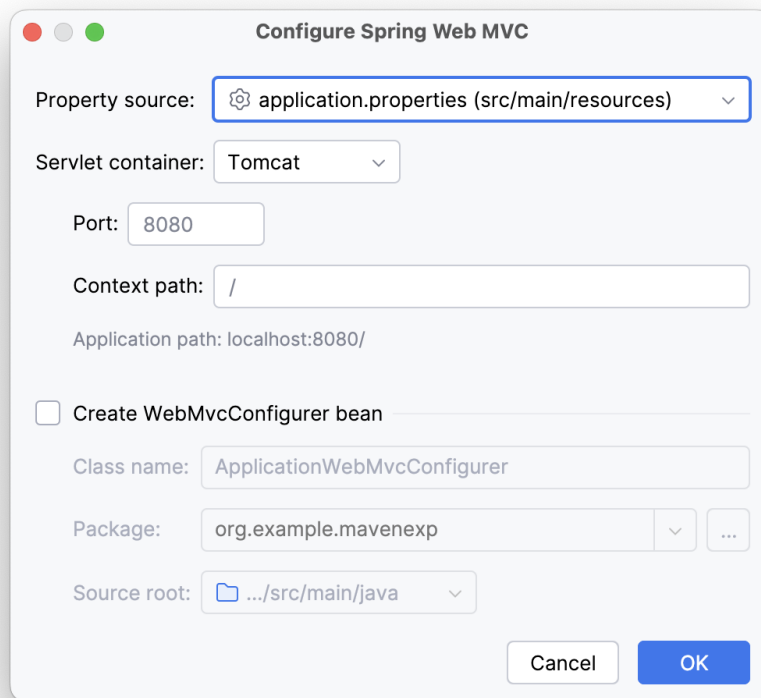 Configure Spring Web MVC
Property source: application.properties (src/main/resources)
Servlet container: Tomcat
Port: 8080
Context path: /
Application path: localhost:8080/
Create WebMvcConfigurer bean
Class name: ApplicationWebMvcConfigurer
Package: org.example.mavenexp ...
Source root: .../src/main/java
Cancel OK